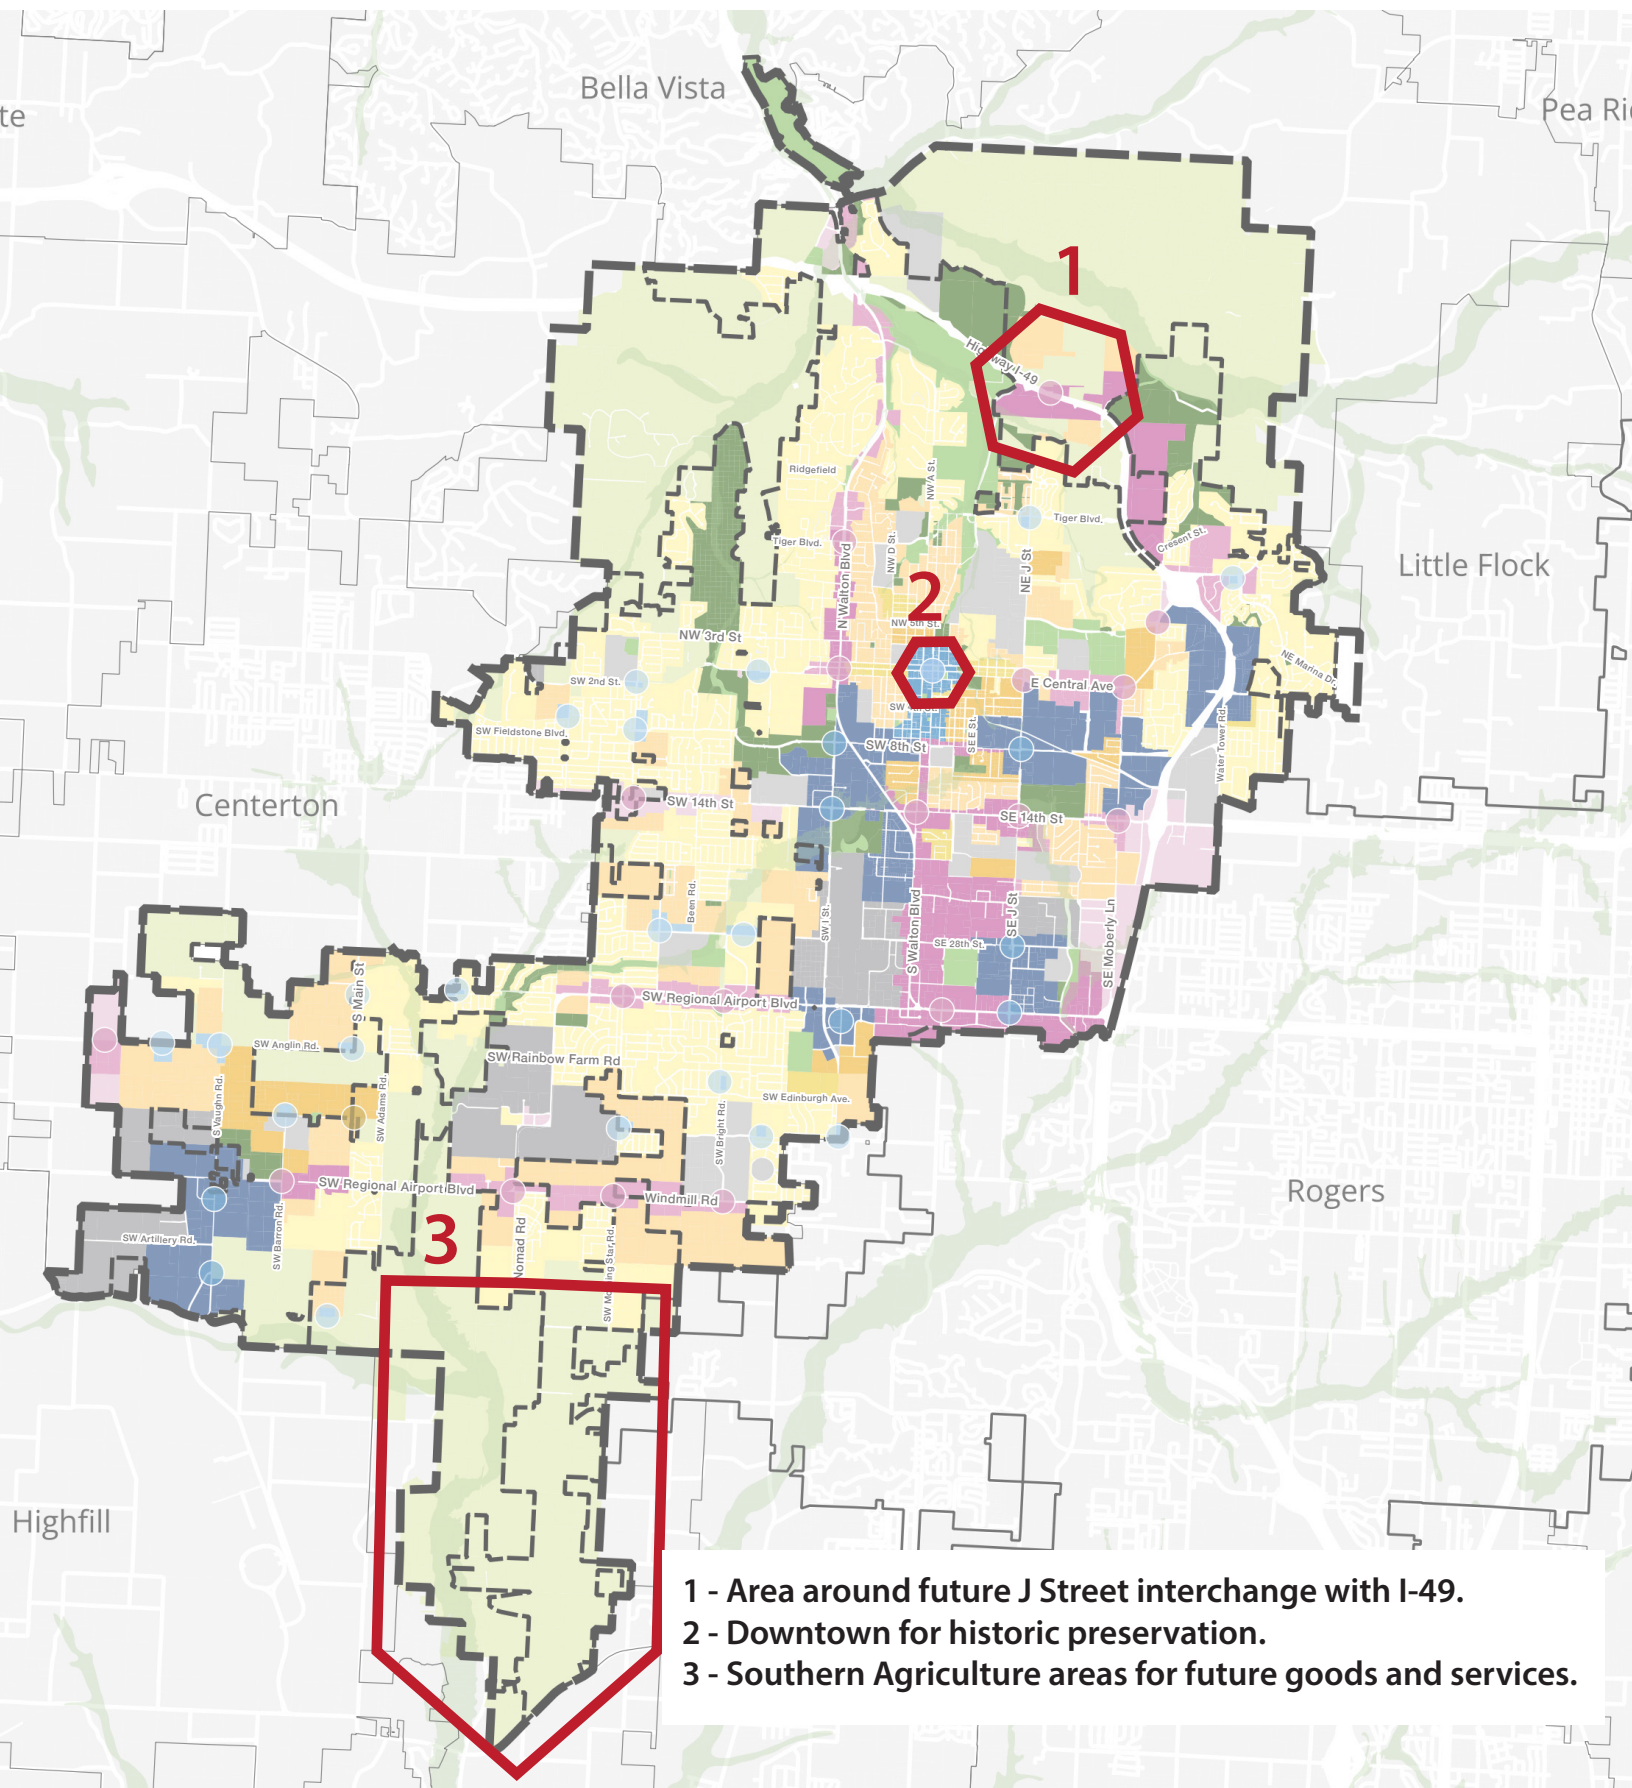 Bella Vista
Pea Ri
te
1
Highway I-49
Ridgefield
NW A St.
Tiger Blvd.
Tiger Blvd.
Cresent St.
NW D St.
N Walton Blvd
NE J St
Little Flock
2
NW 5th St.
NW 3rd St
SW 2nd St.
E Central Ave
NE Marina Dr.
SW 4th St.
SW Fieldstone Blvd.
SW 8th St
SE E St.
Water Tower Rd.
Centerton
SW 14th St
SE 14th St
Been Rd.
SW I St.
S Walton Blvd
SE J St
SE Moberly Ln
SE 28th St.
S Main St
SW Regional Airport Blvd
SW Anglin Rd.
SW Rainbow Farm Rd
S Vaughn Rd.
SW Adams Rd.
SW Edinburgh Ave.
SW Bright Rd.
SW Regional Airport Blvd
Windmill Rd
Rogers
3
SW Barron Rd.
SW Artillery Rd.
Nomad Rd
SW Morning Star Rd.
Highfill
1 - Area around future J Street interchange with I-49.
2 - Downtown for historic preservation.
3 - Southern Agriculture areas for future goods and services.